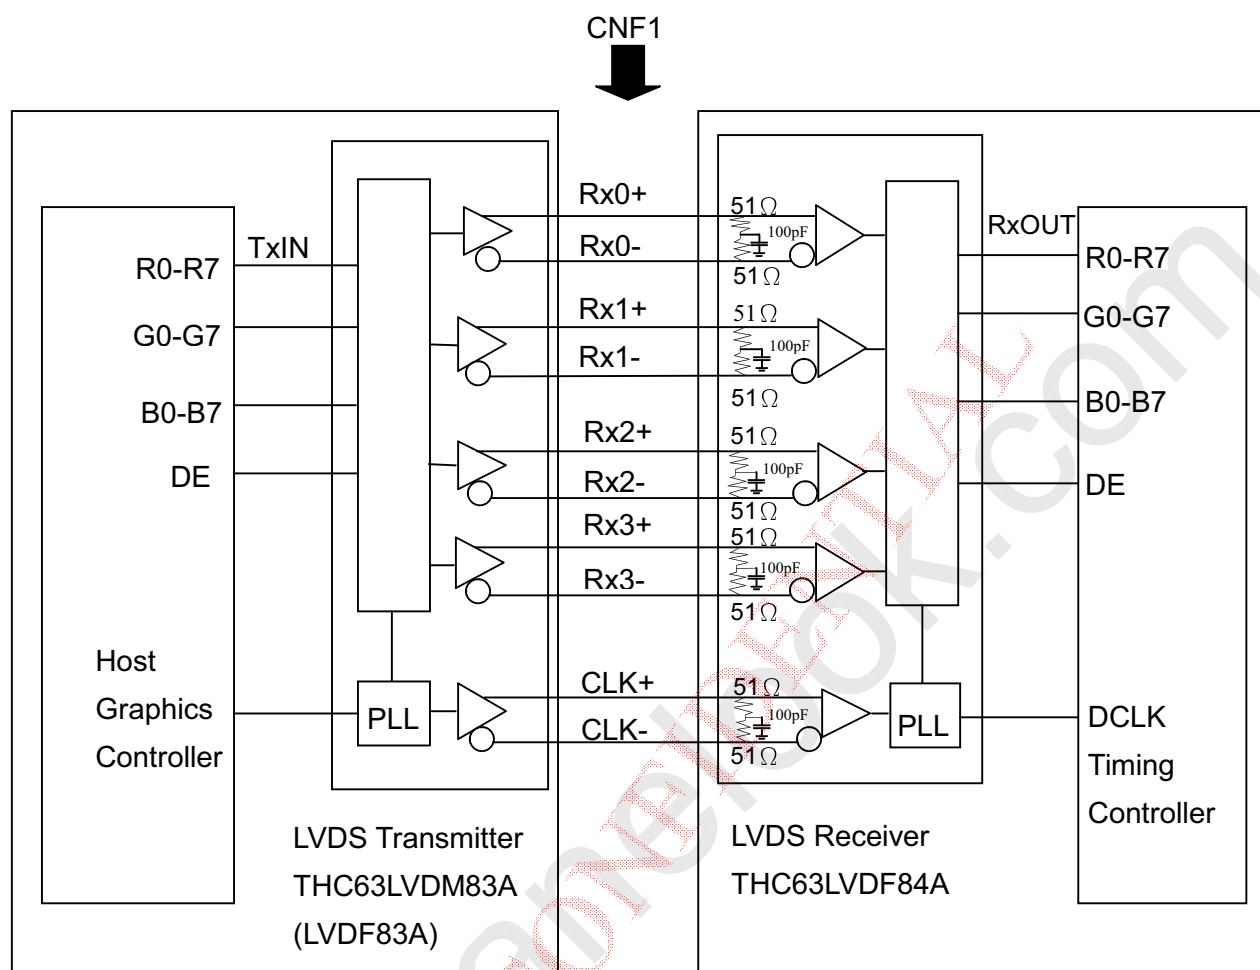 CNF1
Rx0+
Rx0-
Rx1+
Rx1-
Rx2+
Rx2-
Rx3+
Rx3-
CLK+
CLK-
TxIN
R0-R7
G0-G7
B0-B7
DE
Host
Graphics
Controller
PLL
LVDS Transmitter
THC63LVDM83A
(LVDF83A)
51Ω
100pF
51Ω
51Ω
100pF
51Ω
51Ω
100pF
51Ω
51Ω
100pF
51Ω
51Ω
100pF
51Ω
PLL
LVDS Receiver
THC63LVDF84A
RxOUT
R0-R7
G0-G7
B0-B7
DE
DCLK
Timing
Controller